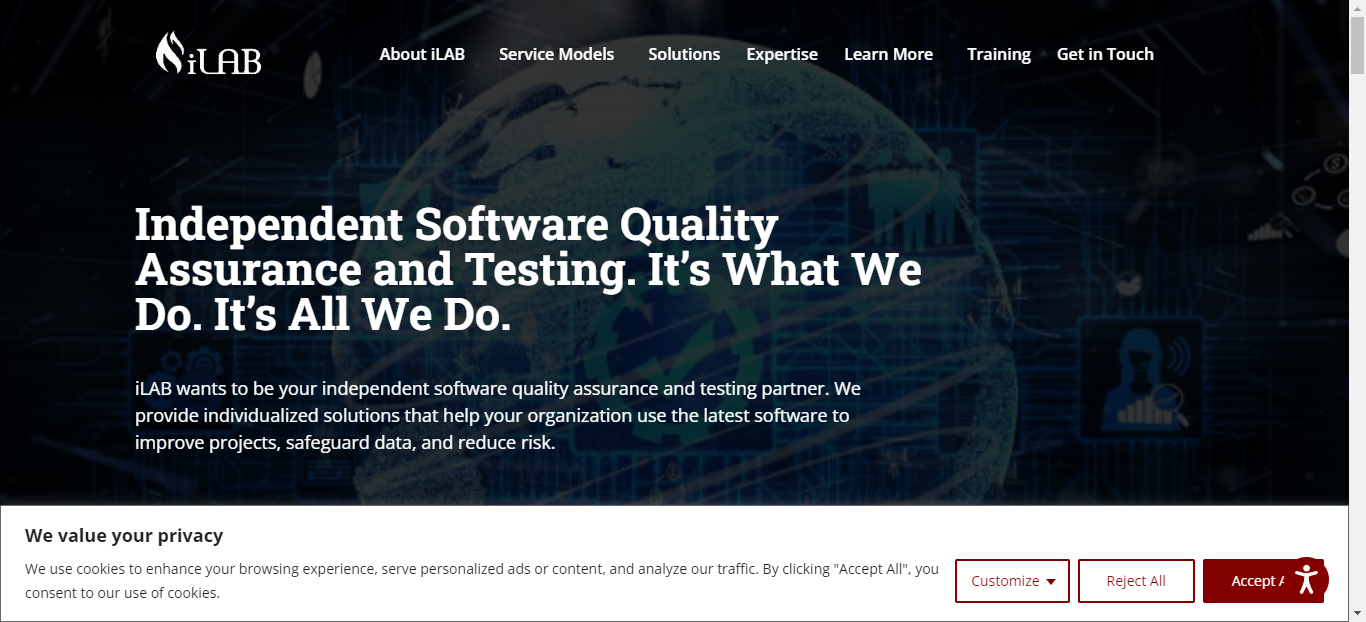 iLAB
About iLAB Service Models Solutions Expertise Learn More Training Get in Touch
Independent Software Quality
Assurance and Testing. It’s What We
Do. It’s All We Do.
iLAB wants to be your independent software quality assurance and testing partner. We
provide individualized solutions that help your organization use the latest software to
improve projects, safeguard data, and reduce risk.
We value your privacy
We use cookies to enhance your browsing experience, serve personalized ads or content, and analyze our traffic. By clicking "Accept All", you
consent to our use of cookies.
Customize
Reject All
Accept